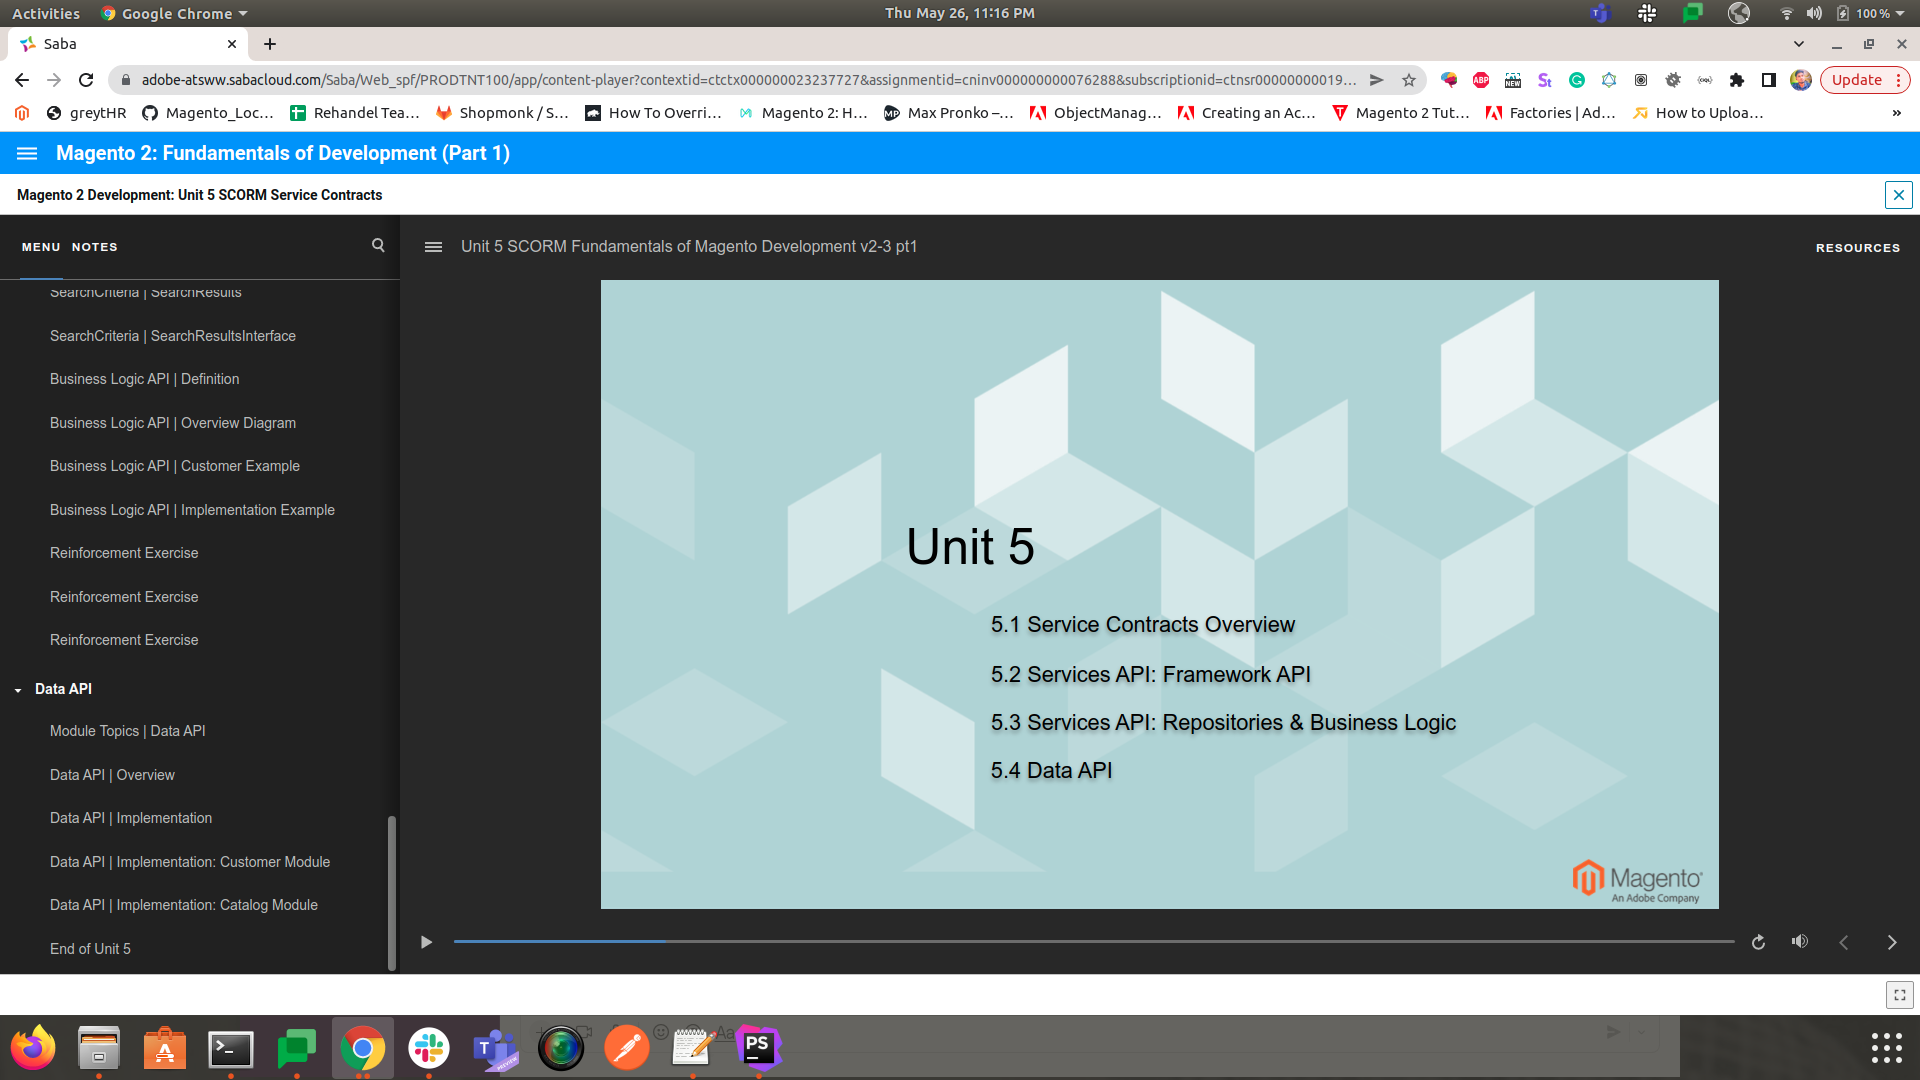 Activities Google Chrome Thu May 26, 11:16 PM 100 %
Saba
adobe-atsww.sabacloud.com/Saba/Web_spf/PRODTNT100/app/content-player?contextid=ctctx000000023237727&assignmentid=cninv000000000076288&subscriptionid=ctnsr00000000019... Update
greytHR Magento_Loc... Rehandel Tea... Shopmonk / S... How To Overri... Magento 2: H... Max Pronko –... ObjectManag... Creating an Ac... Magento 2 Tut... Factories | Ad... How to Uploa... »
Magento 2: Fundamentals of Development (Part 1)
Magento 2 Development: Unit 5 SCORM Service Contracts
MENU NOTES
Unit 5 SCORM Fundamentals of Magento Development v2-3 pt1
RESOURCES
SearchCriteria | SearchResults
SearchCriteria | SearchResultsInterface
Business Logic API | Definition
Business Logic API | Overview Diagram
Business Logic API | Customer Example
Business Logic API | Implementation Example
Reinforcement Exercise
Reinforcement Exercise
Reinforcement Exercise
Data API
Module Topics | Data API
Data API | Overview
Data API | Implementation
Data API | Implementation: Customer Module
Data API | Implementation: Catalog Module
End of Unit 5
Unit 5
5.1 Service Contracts Overview
5.2 Services API: Framework API
5.3 Services API: Repositories & Business Logic
5.4 Data API
Magento
An Adobe Company
ABP NEW St MP
T PREVIEW Aa PS